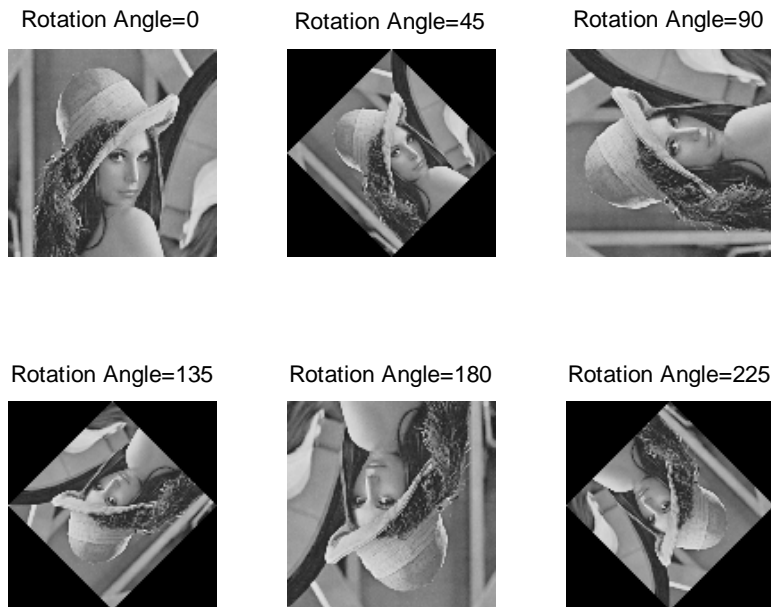 Rotation Angle=0
Rotation Angle=45
Rotation Angle=90
Rotation Angle=135
Rotation Angle=180
Rotation Angle=225